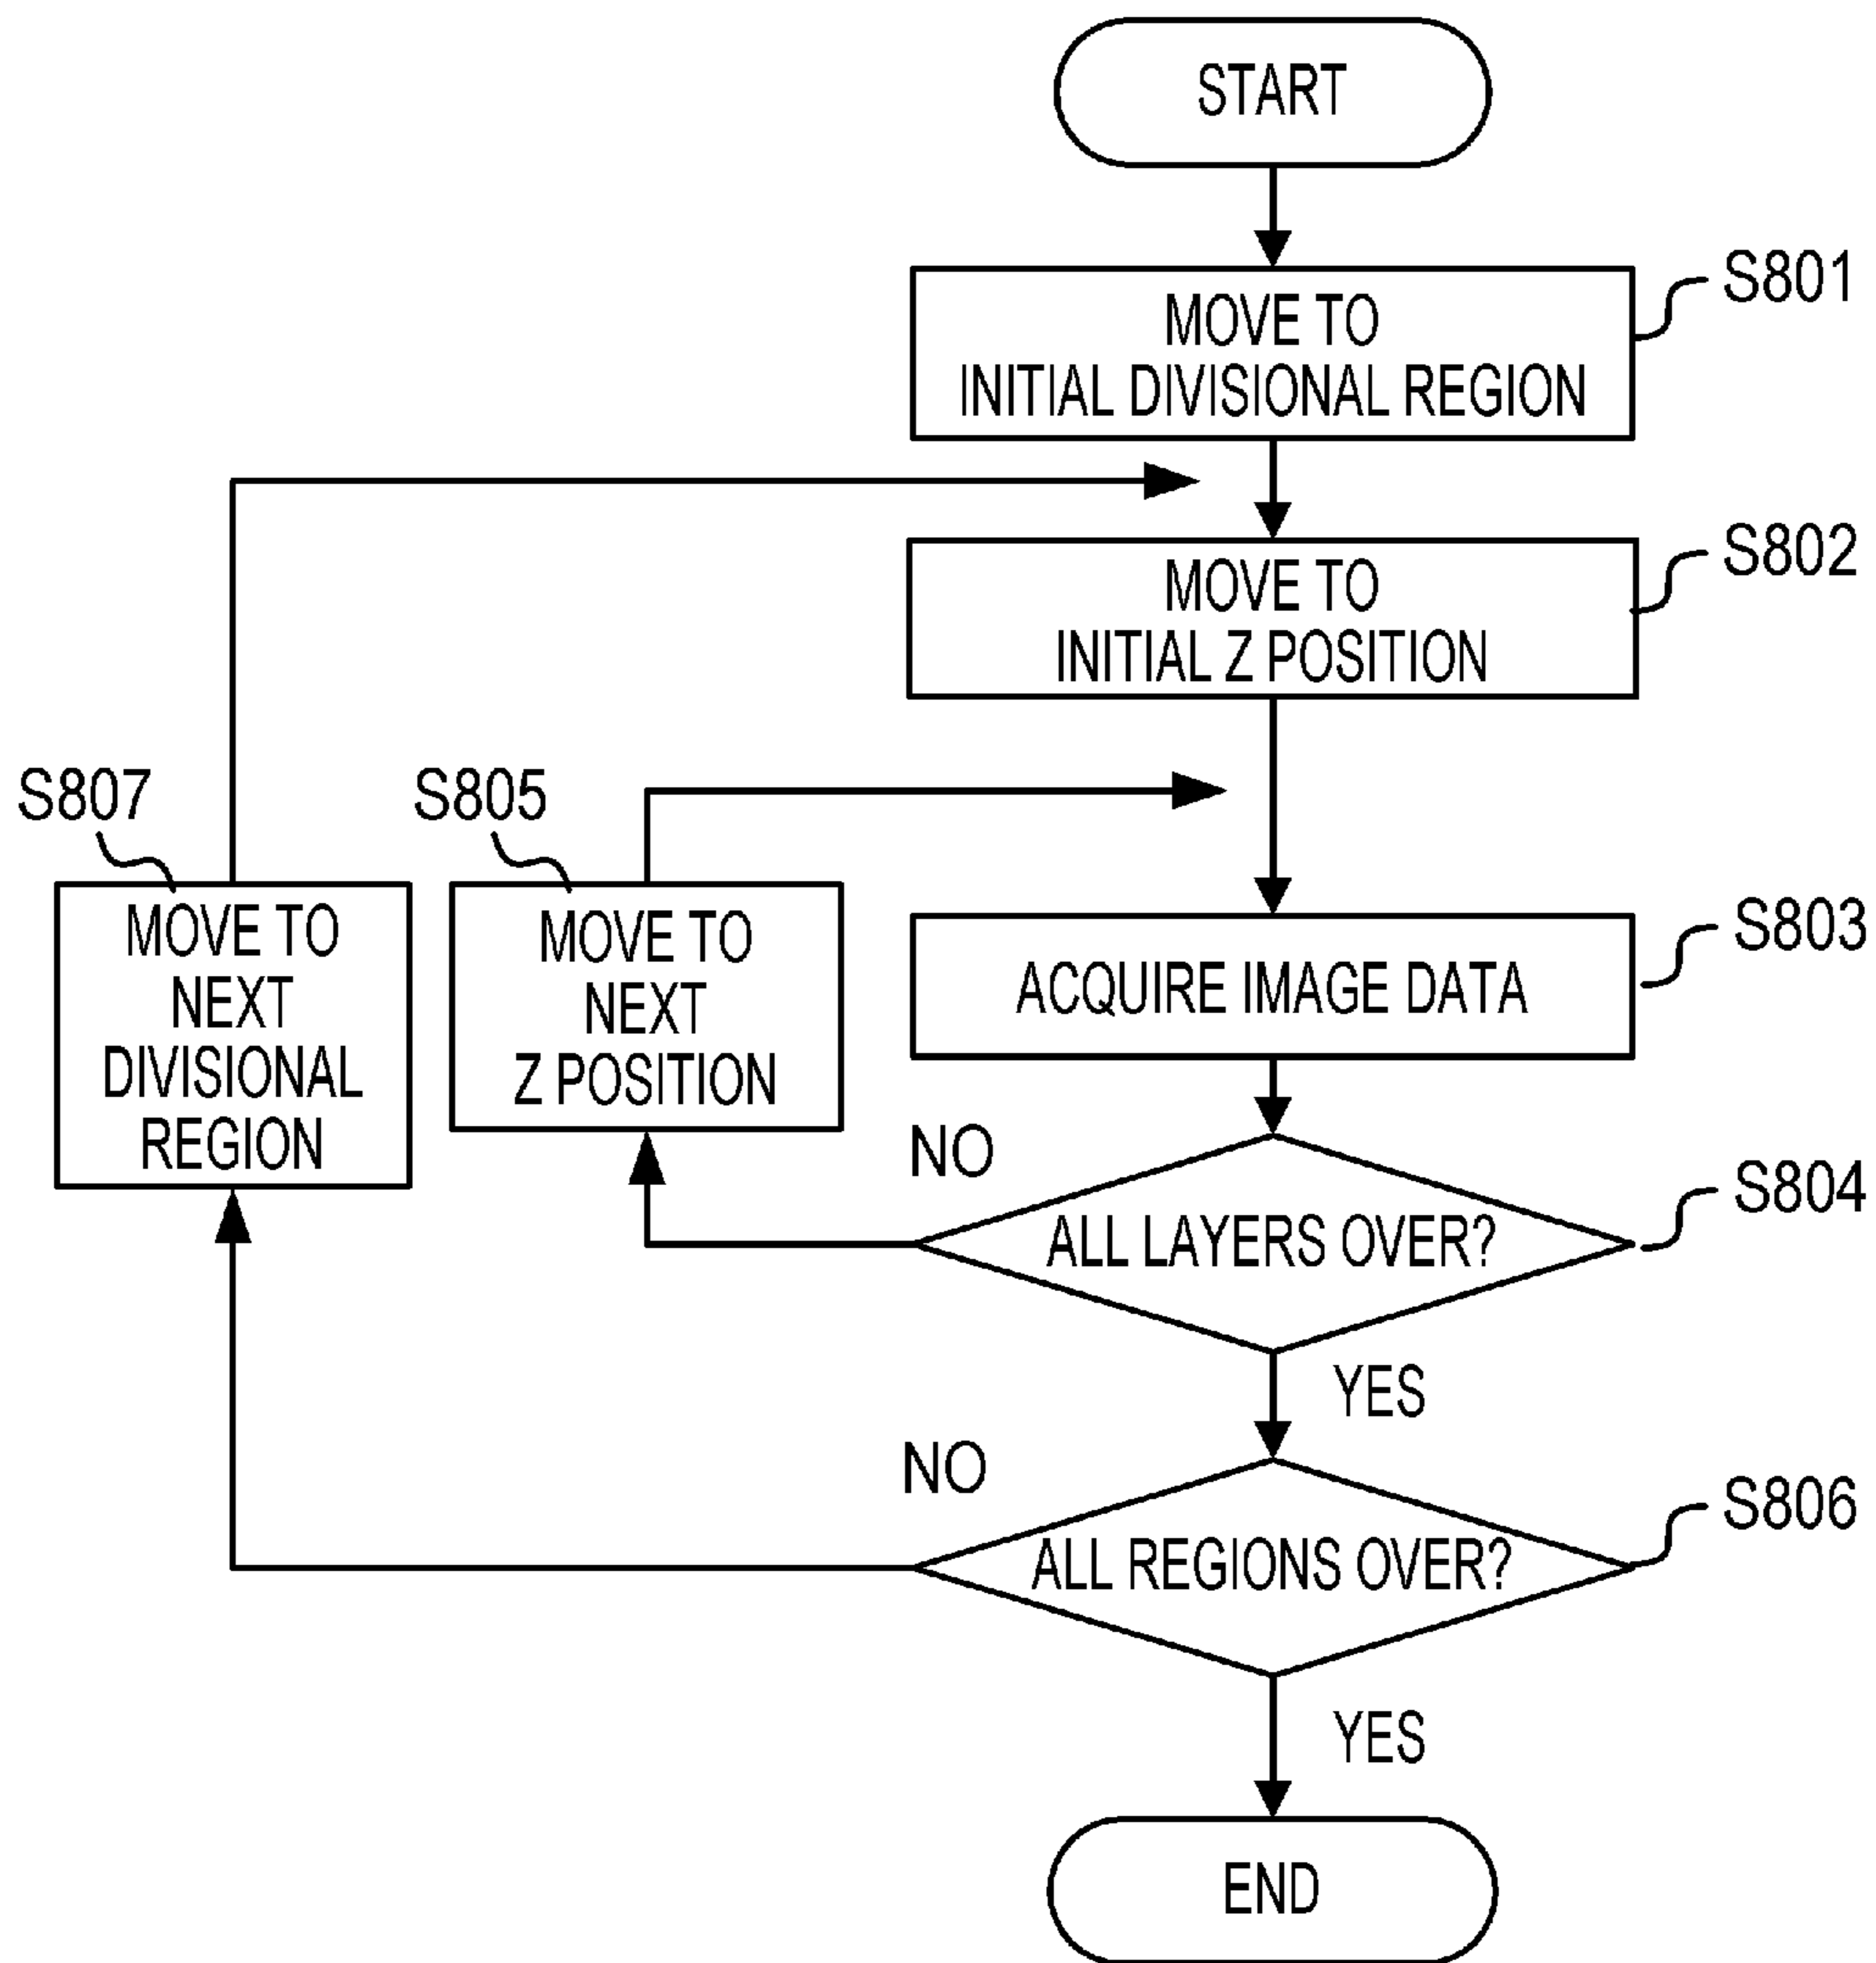 START
S801
MOVE TO
INITIAL DIVISIONAL REGION
S802
MOVE TO
INITIAL Z POSITION
S807
MOVE TO
NEXT
DIVISIONAL
REGION
S805
MOVE TO
NEXT
Z POSITION
S803
ACQUIRE IMAGE DATA
NO
S804
ALL LAYERS OVER?
YES
NO
S806
ALL REGIONS OVER?
YES
END